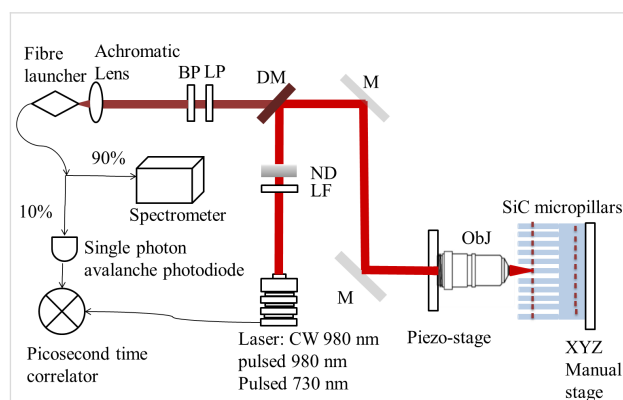 Fibre
launcher
Achromatic
Lens
BP LP
DM
M
90%
10%
Spectrometer
ND
LF
SiC micropillars
ObJ
Single photon
avalanche photodiode
M
Picosecond time
correlator
Laser: CW 980 nm
pulsed 980 nm
Pulsed 730 nm
Piezo-stage
XYZ
Manual
stage